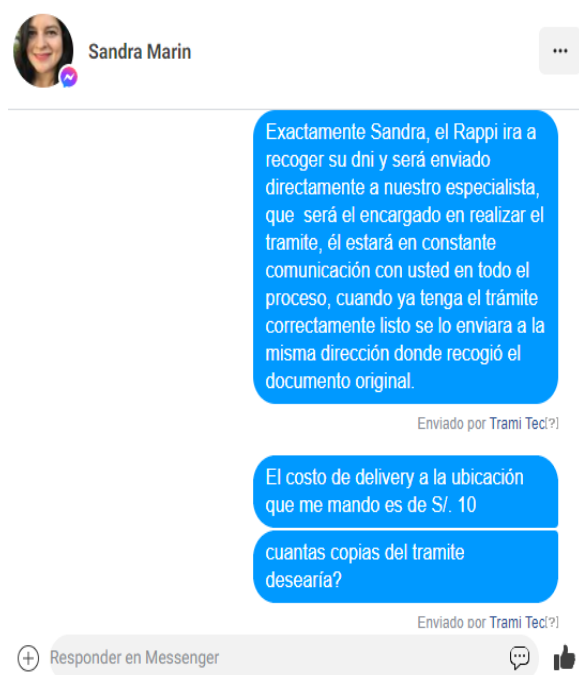 Sandra Marin
...
Exactamente Sandra, el Rappi ira a
recoger su dni y será enviado
directamente a nuestro especialista,
que será el encargado en realizar el
tramite, él estará en constante
comunicación con usted en todo el
proceso, cuando ya tenga el trámite
correctamente listo se lo enviara a la
misma dirección donde recogió el
documento original.
Enviado por Trami Tec[?]
El costo de delivery a la ubicación
que me mando es de S/. 10
cuantas copias del tramite
desearía?
Enviado por Trami Tec[?]
Responder en Messenger